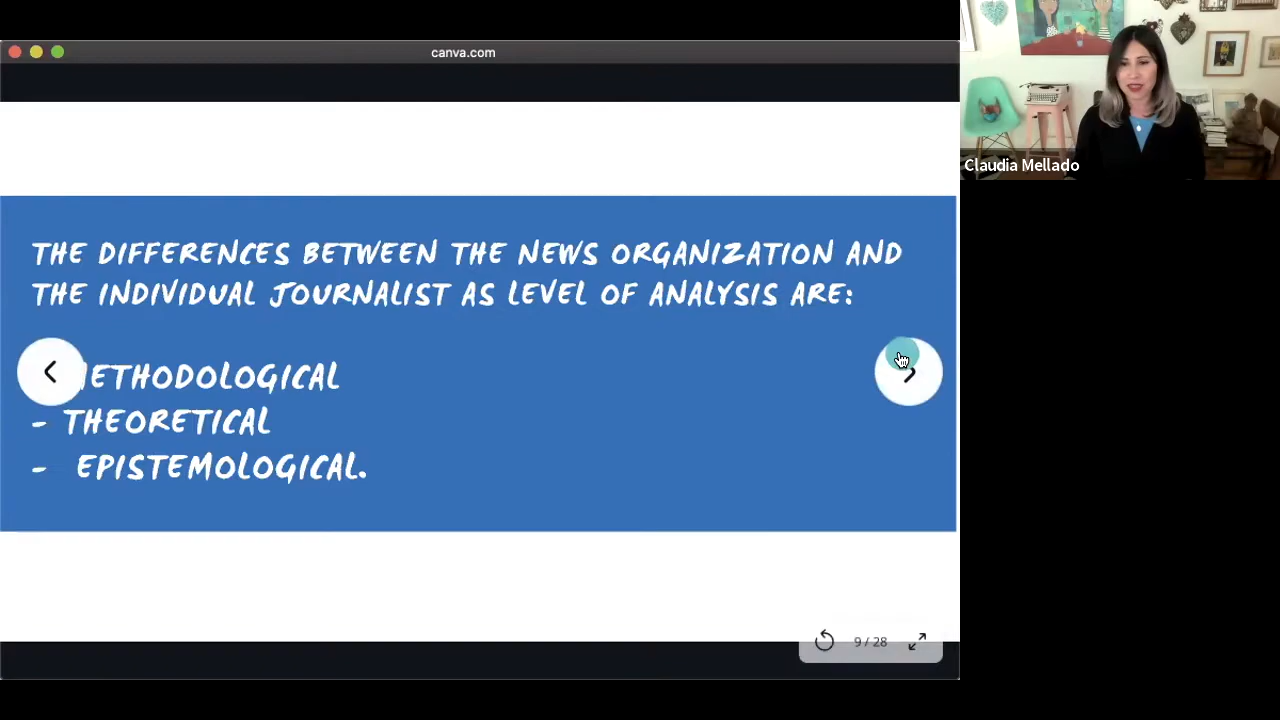 canva.com
Claudia Mellado
THE DIFFERENCES BETWEEN THE NEWS ORGANIZATION AND
THE INDIVIDUAL JOURNALIST AS LEVEL OF ANALYSIS ARE:
ETHODOLOGICAL
- THEORETICAL
- EPISTEMOLOGICAL.
9 / 28